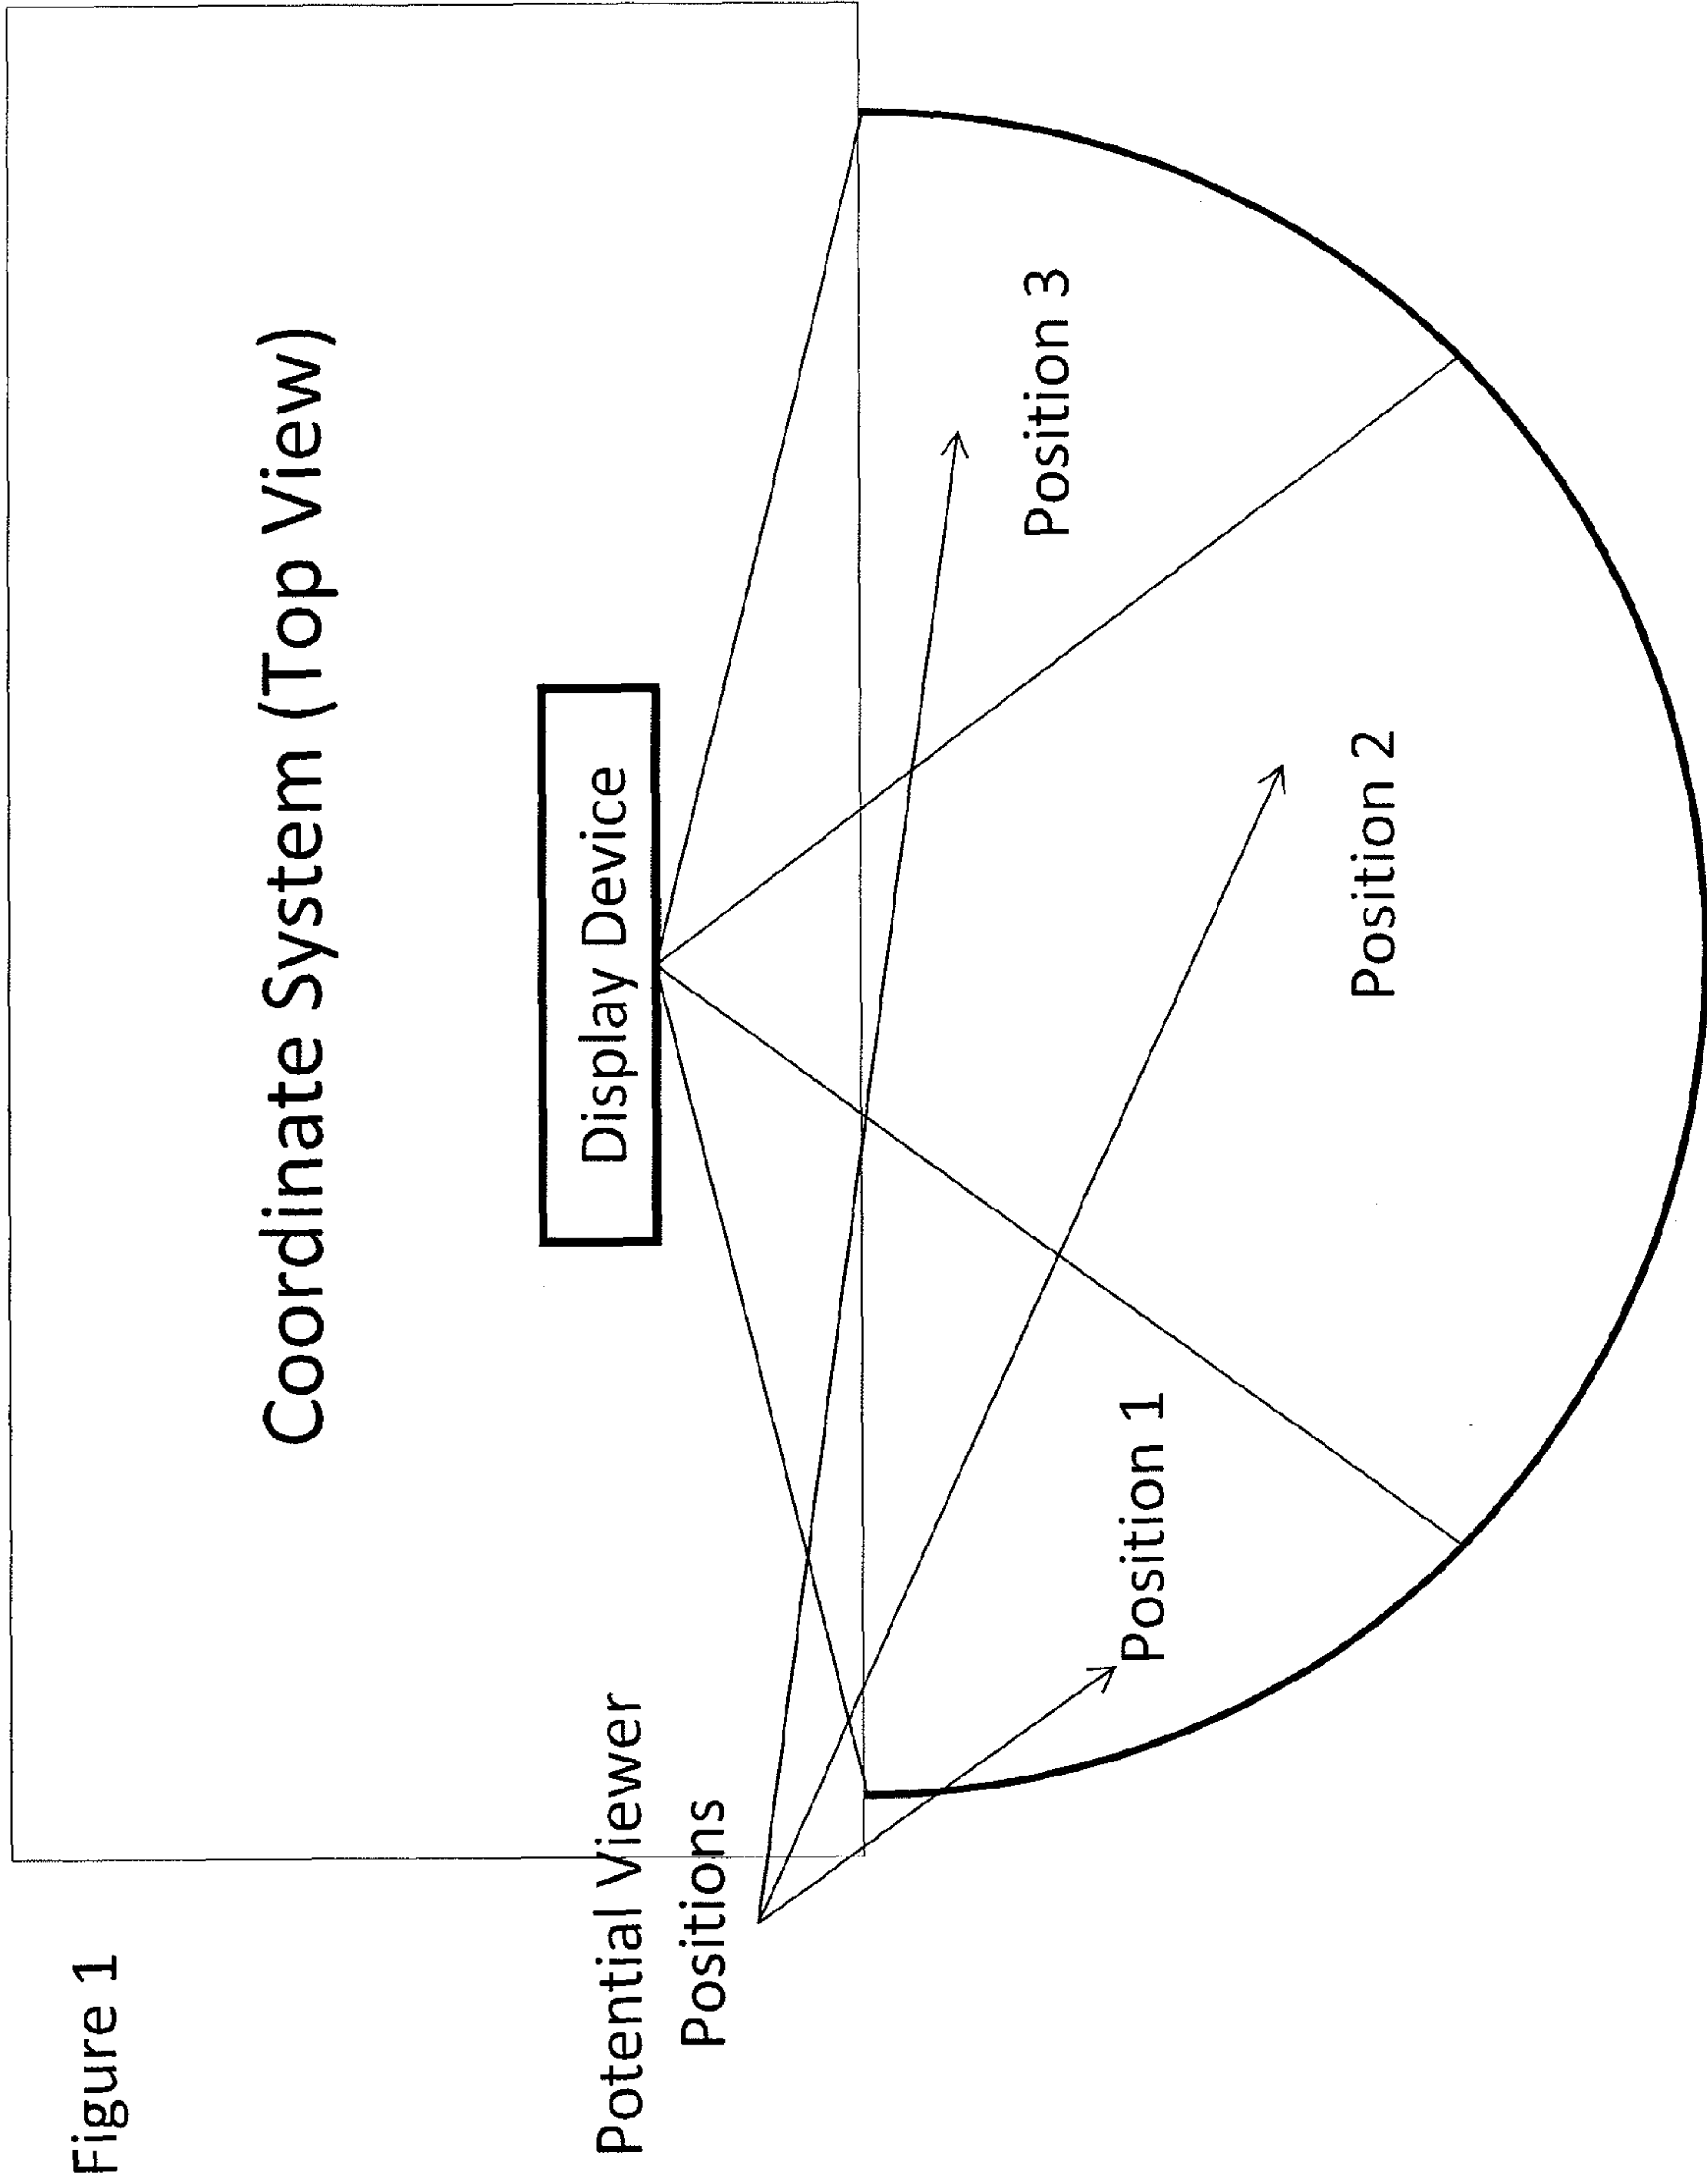 Figure 1
Coordinate System (Top View)
Display Device
Potential Viewer
Positions
Position 1
Position 2
Position 3